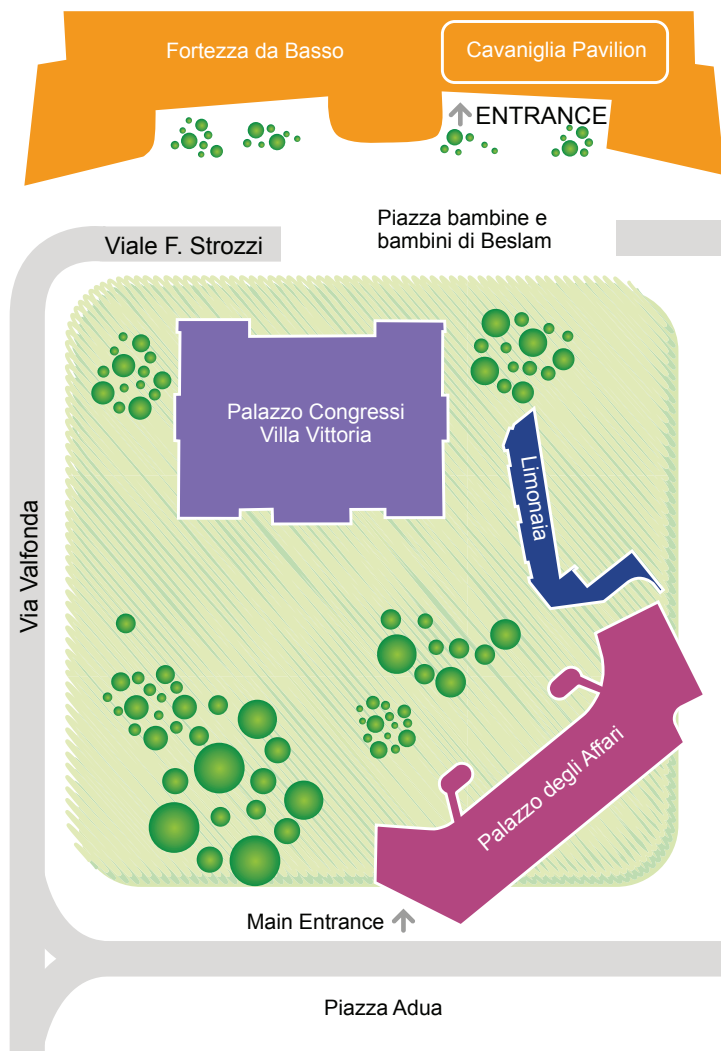 Fortezza da Basso
Cavaniglia Pavilion
ENTRANCE
Piazza bambine e
bambini di Beslam
Viale F. Strozzi
Palazzo Congressi
Villa Vittoria
Limonaia
Via Valfonda
Palazzo degli Affari
Main Entrance
Piazza Adua